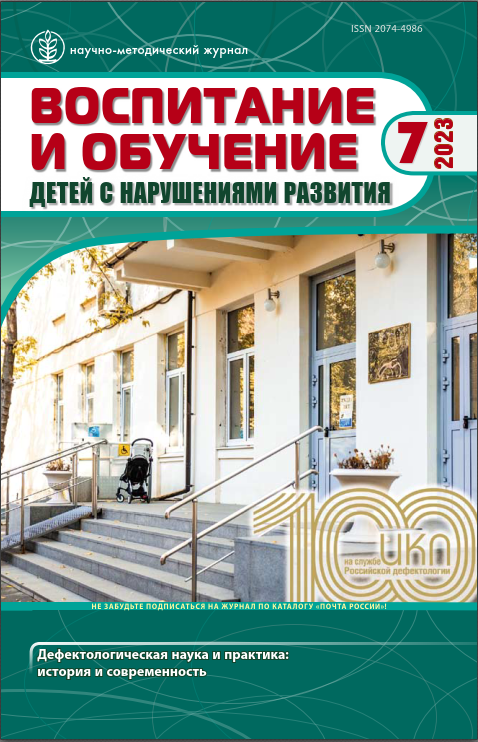 ISSN 2074-4986
научно-методический журнал
ВОСПИТАНИЕ
И ОБУЧЕНИЕ
7
2023
ДЕТЕЙ С НАРУШЕНИЯМИ РАЗВИТИЯ
100
ИКП
на службе
Российской дефектологии
НЕ ЗАБУДЬТЕ ПОДПИСАТЬСЯ НА ЖУРНАЛ ПО КАТАЛОГУ «ПОЧТА РОССИИ»!
Дефектологическая наука и практика:
история и современность